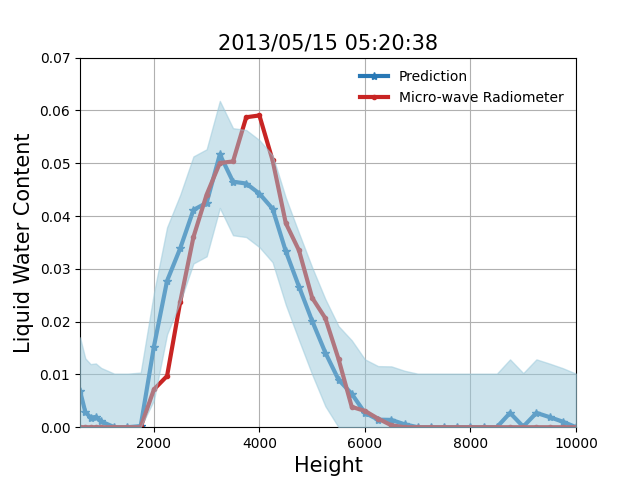 2013/05/15 05:20:38
0.07
0.06
0.05
0.04
0.03
0.02
0.01
0.00
Liquid Water Content
Prediction
Micro-wave Radiometer
2000 4000 6000 8000 10000
Height